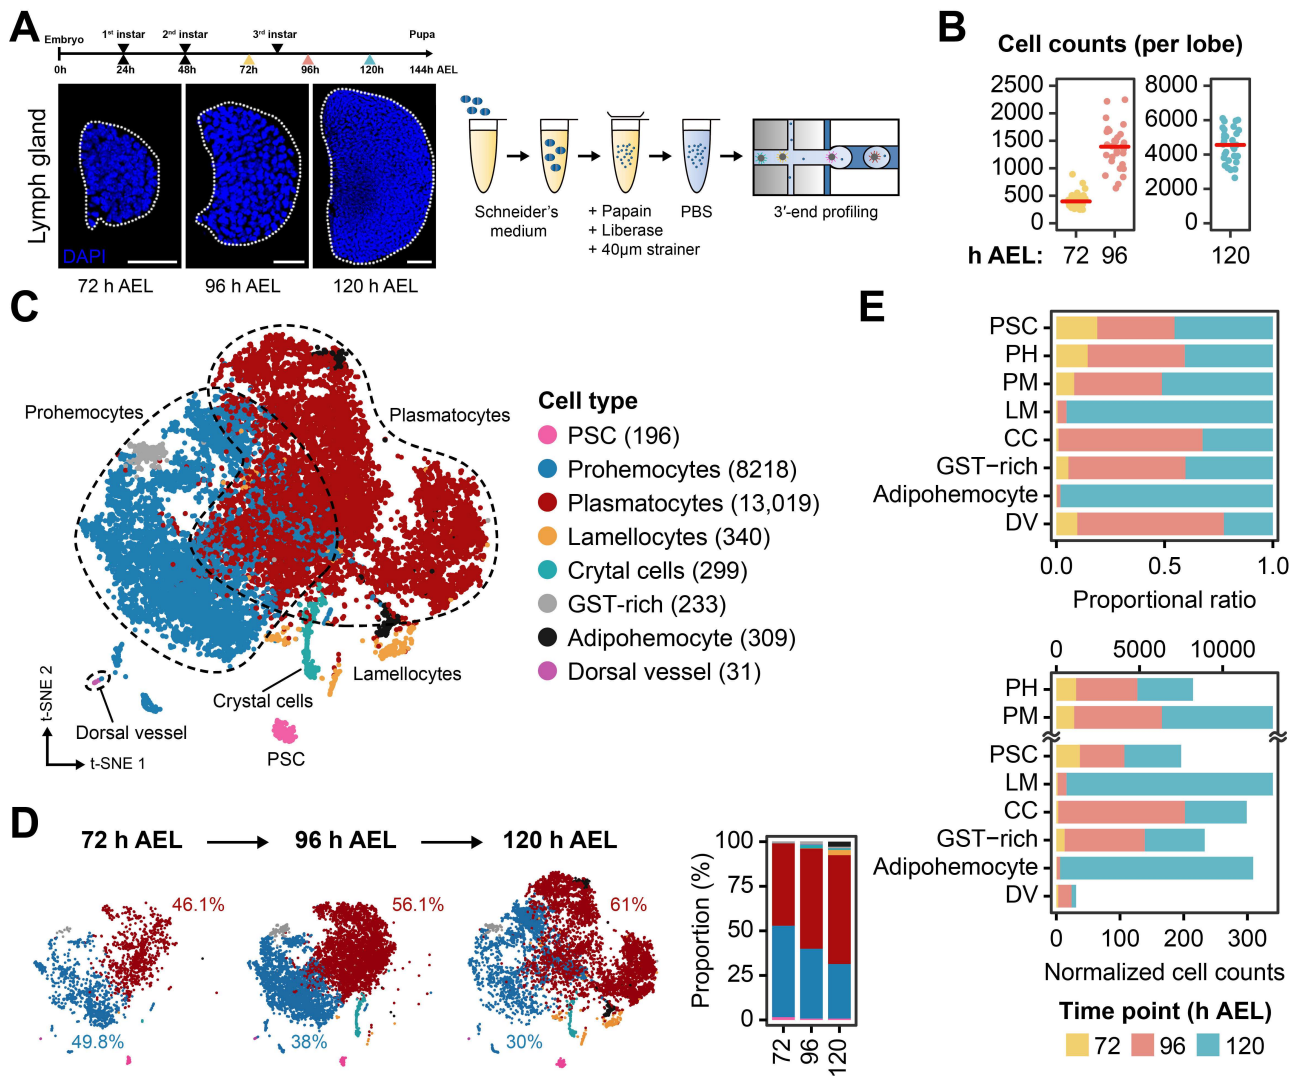 A
Embryo
1st instar
2nd instar
3rd instar
Pupa
0h
24h
48h
72h
96h
120h
144h AEL
Lymph gland
DAPI
72 h AEL
96 h AEL
120 h AEL
Schneider's
medium
+ Papain
+ Liberase
+ 40μm strainer
PBS
3′-end profiling
B
Cell counts (per lobe)
2500
2000
1500
1000
500
0
8000
6000
4000
2000
0
h AEL: 72 96 120
C
Prohemocytes
Plasmatocytes
Lamellocytes
Crystal cells
Dorsal vessel
PSC
t-SNE 2
t-SNE 1
Cell type
PSC (196)
Prohemocytes (8218)
Plasmatocytes (13,019)
Lamellocytes (340)
Crytal cells (299)
GST-rich (233)
Adipohemocyte (309)
Dorsal vessel (31)
D
72 h AEL
96 h AEL
120 h AEL
46.1%
49.8%
56.1%
38%
61%
30%
Proportion (%)
100
75
50
25
0
72
96
120
E
PSC
PH
PM
LM
CC
GST−rich
Adipohemocyte
DV
0.0 0.5 1.0
Proportional ratio
0 5000 10000
PH
PM
PSC
LM
CC
GST−rich
Adipohemocyte
DV
0 100 200 300
Normalized cell counts
Time point (h AEL)
72 96 120